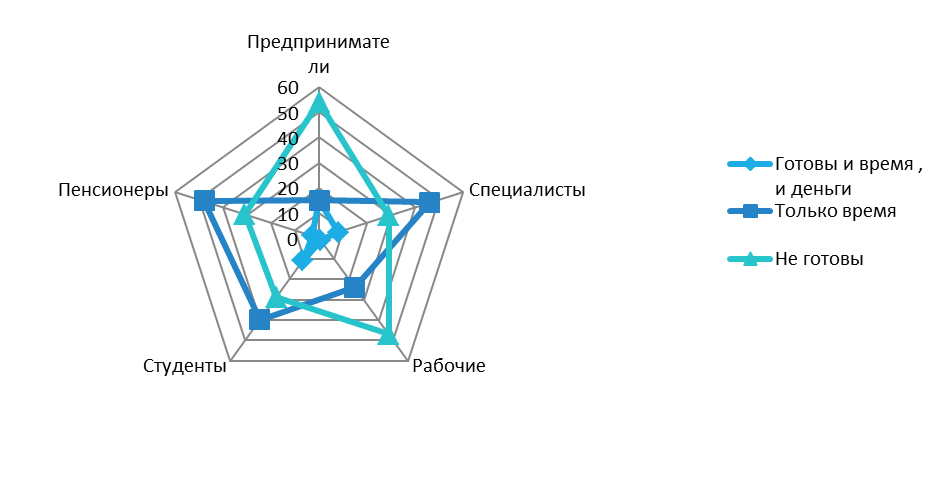 Предпринимате
ли
60
50
40
30
20
10
0
Пенсионеры
Специалисты
Студенты
Рабочие
Готовы и время ,
и деньги
Только время
Не готовы